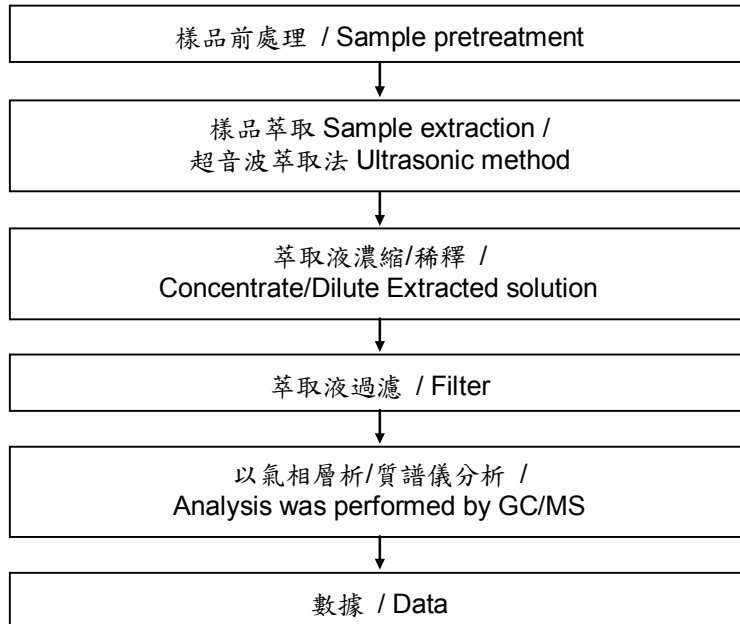 樣品前處理 / Sample pretreatment
樣品萃取 Sample extraction /
超音波萃取法 Ultrasonic method
萃取液濃縮/稀釋 /
Concentrate/Dilute Extracted solution
萃取液過濾 / Filter
以氣相層析/質譜儀分析 /
Analysis was performed by GC/MS
數據 / Data